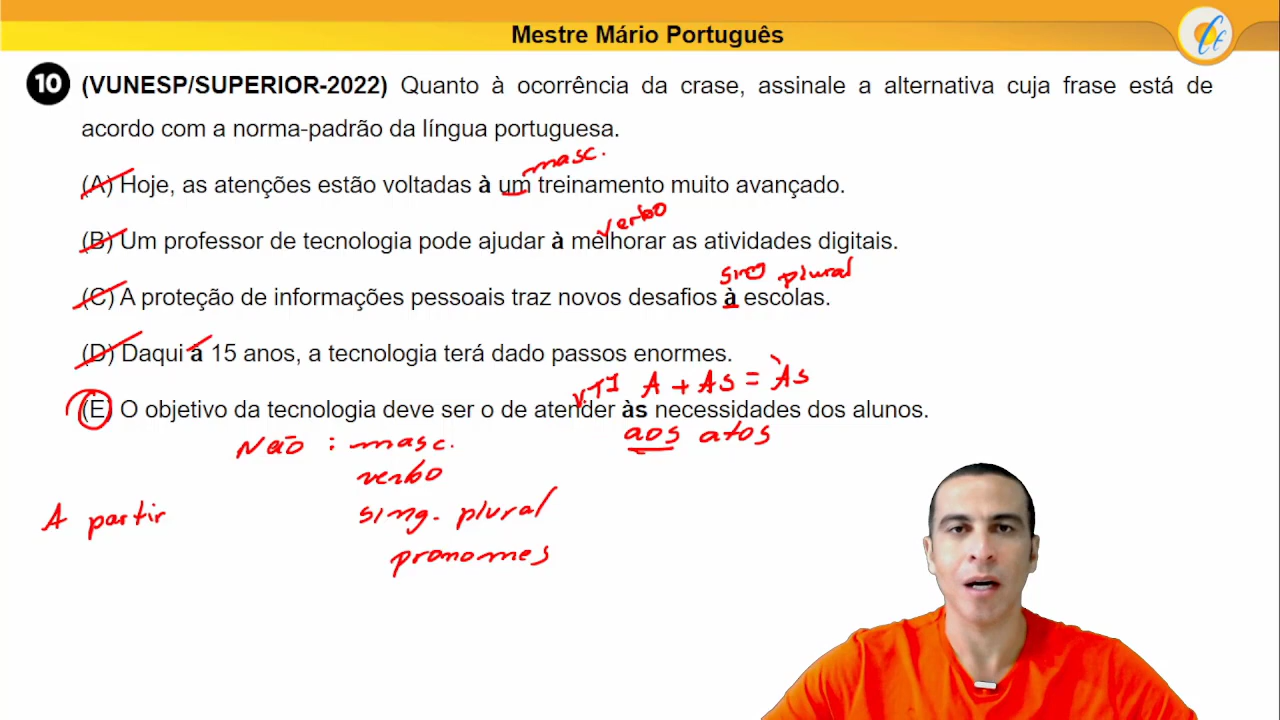 Mestre Mário Português
10 (VUNESP/SUPERIOR-2022) Quanto à ocorrência da crase, assinale a alternativa cuja frase está de
acordo com a norma-padrão da língua portuguesa.
masc.
(A) Hoje, as atenções estão voltadas à um treinamento muito avançado.
verbo
(B) Um professor de tecnologia pode ajudar à melhorar as atividades digitais.
sing plural
(C) A proteção de informações pessoais traz novos desafios à escolas.
(D) Daqui à 15 anos, a tecnologia terá dado passos enormes.
VTI A + AS = ÀS
(E) O objetivo da tecnologia deve ser o de atender às necessidades dos alunos.
aos atos
Não : masc.
verbo
sing. plural
A partir
pronomes